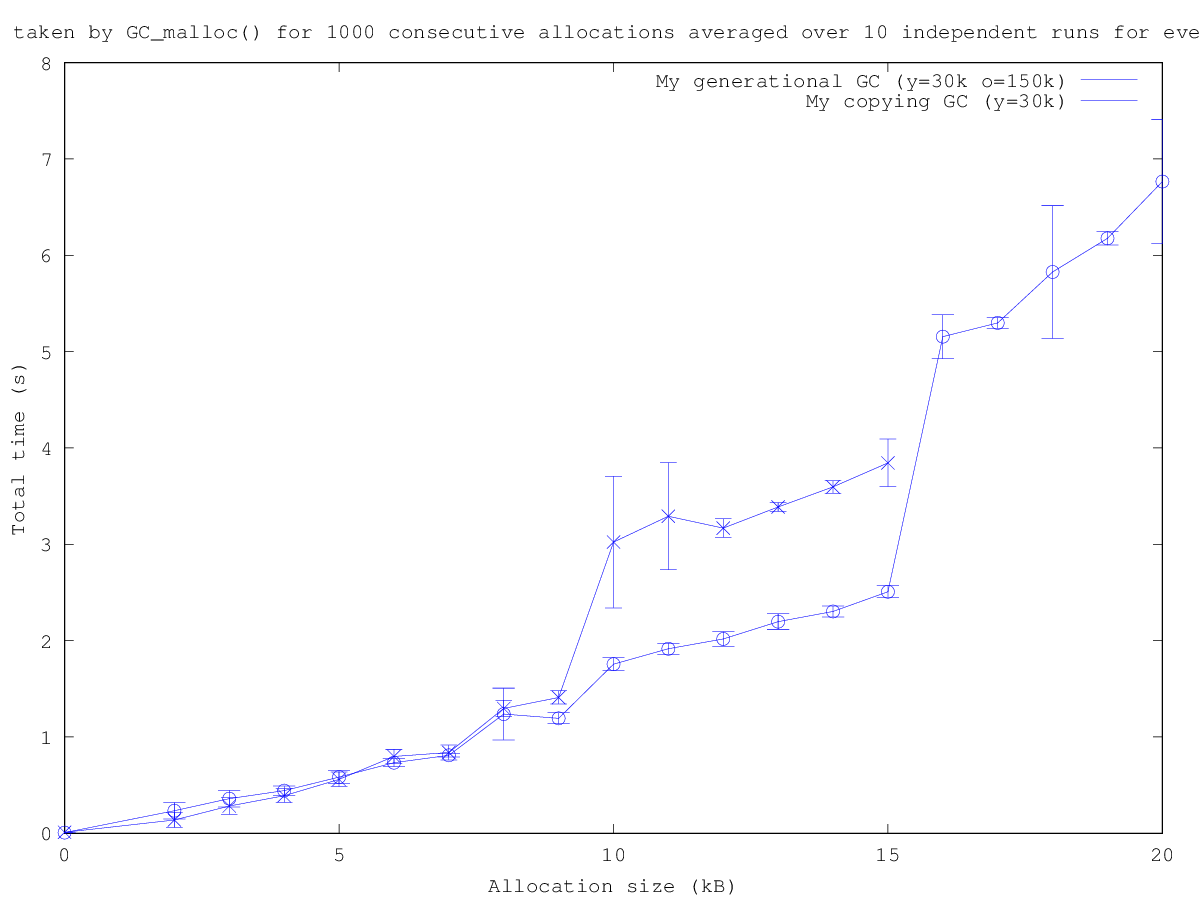 taken by GC_malloc() for 1000 consecutive allocations averaged over 10 independent runs for eve
8
My generational GC (y=30k o=150k)
My copying GC (y=30k)
7
6
5
4
3
2
1
0
Total time (s)
0 5 10 15 20
Allocation size (kB)